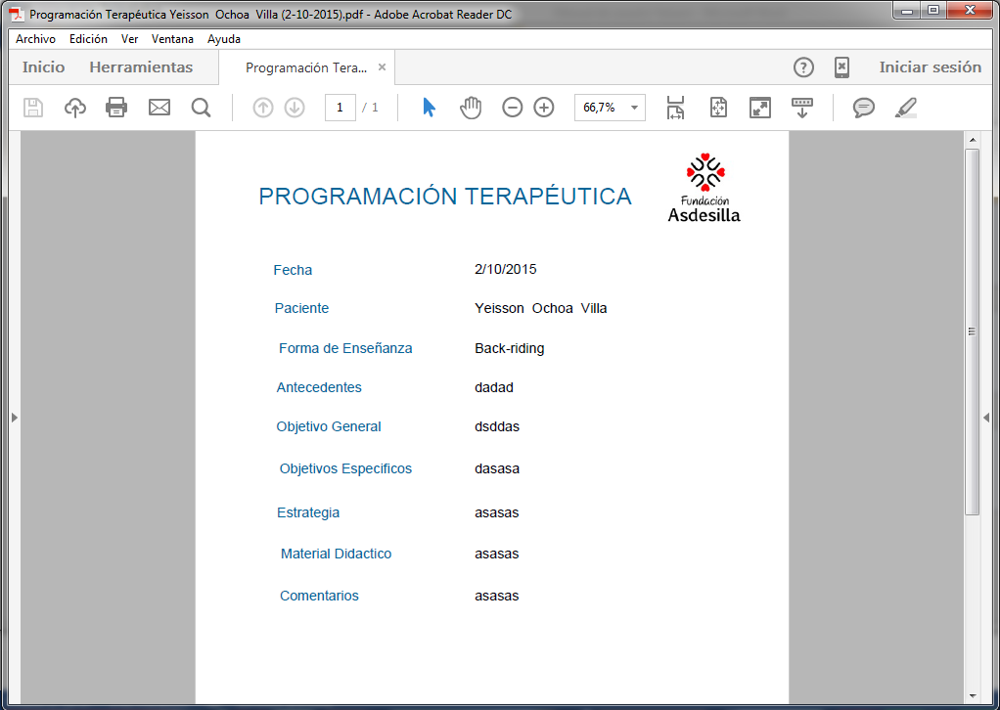 Programación Terapéutica Yeisson  Ochoa  Villa (2-10-2015).pdf - Adobe Acrobat Reader DC
Archivo Edición Ver Ventana Ayuda
Inicio Herramientas Programación Tera... × Iniciar sesión
1 / 1 66,7%
PROGRAMACIÓN TERAPÉUTICA
Fundación
Asdesilla
Fecha 2/10/2015
Paciente Yeisson  Ochoa  Villa
Forma de Enseñanza Back-riding
Antecedentes dadad
Objetivo General dsddas
Objetivos Especificos dasasa
Estrategia asasas
Material Didactico asasas
Comentarios asasas